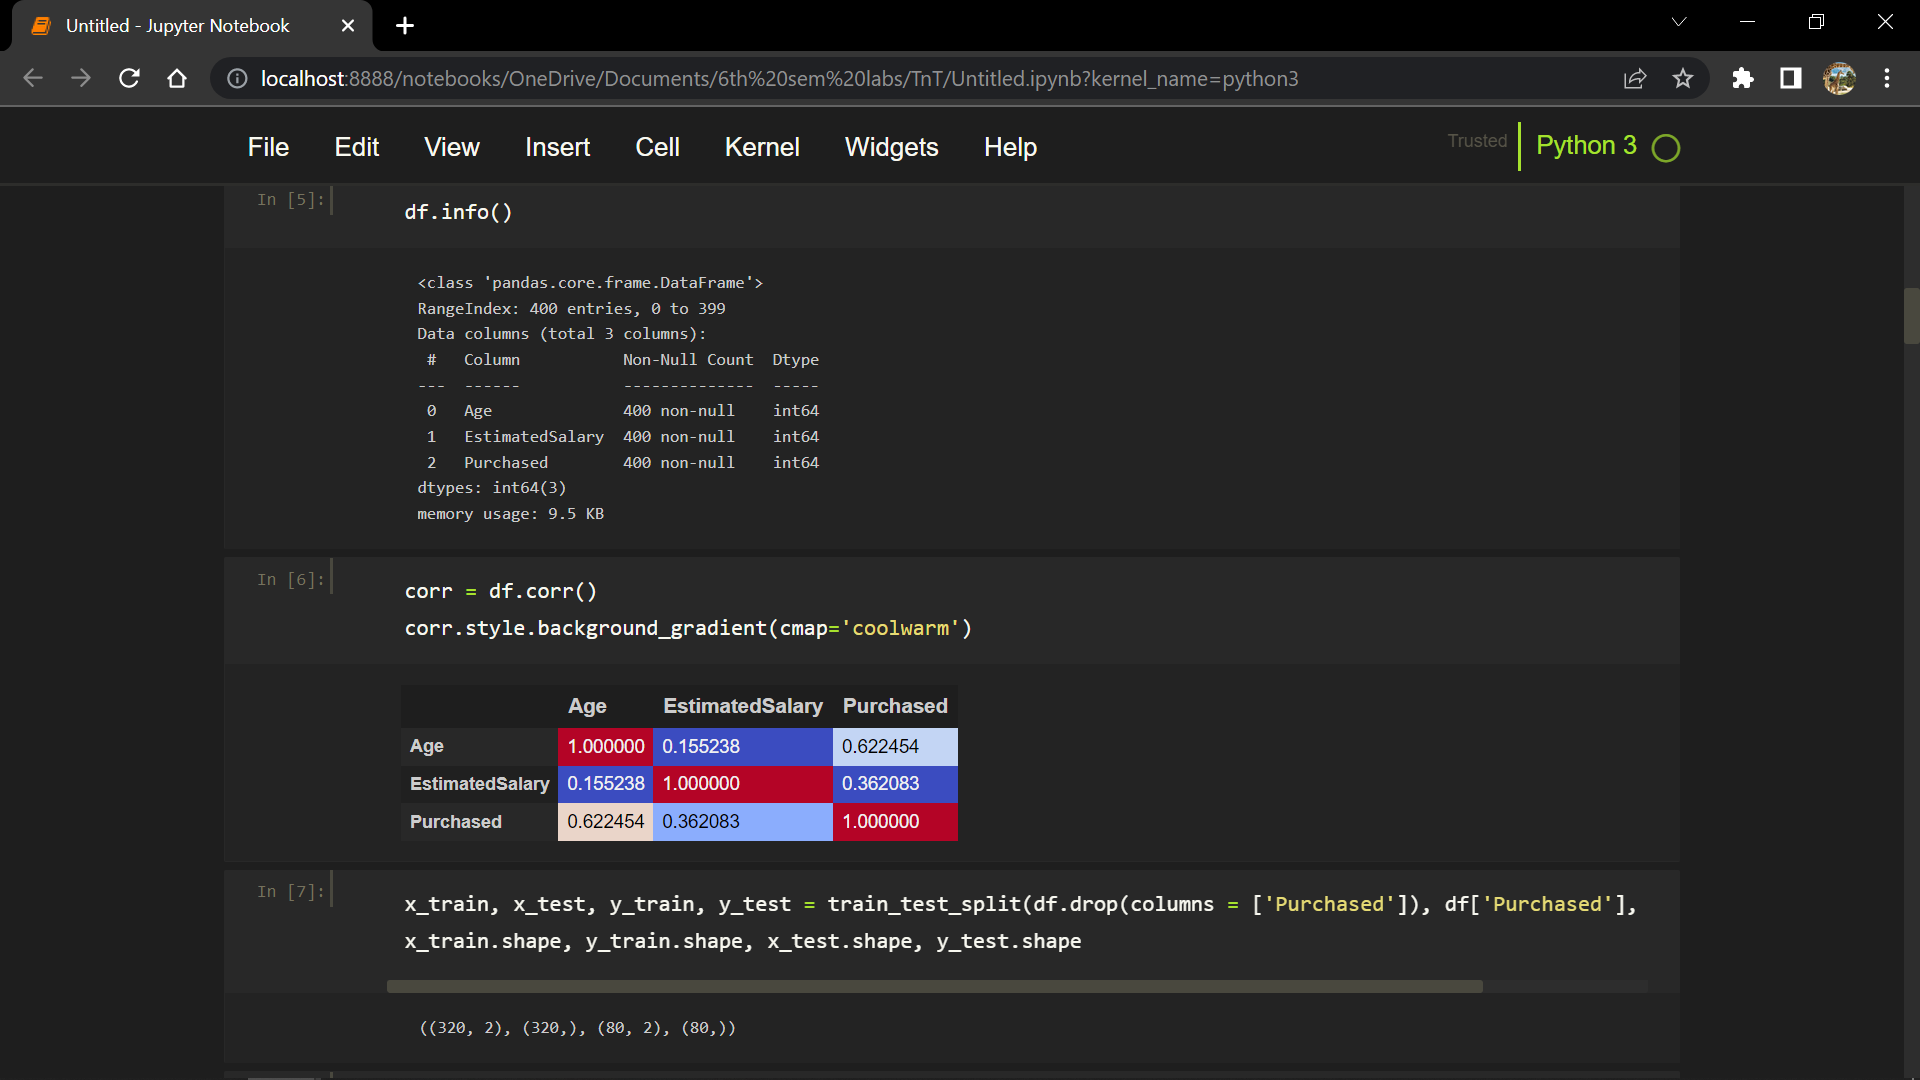 Untitled - Jupyter Notebook
localhost:8888/notebooks/OneDrive/Documents/6th%20sem%20labs/TnT/Untitled.ipynb?kernel_name=python3
File Edit View Insert Cell Kernel Widgets Help Trusted Python 3
In [5]: df.info()
<class 'pandas.core.frame.DataFrame'>
RangeIndex: 400 entries, 0 to 399
Data columns (total 3 columns):
# Column Non-Null Count Dtype
--- ------ -------------- -----
0 Age 400 non-null int64
1 EstimatedSalary 400 non-null int64
2 Purchased 400 non-null int64
dtypes: int64(3)
memory usage: 9.5 KB
In [6]: corr = df.corr()
corr.style.background_gradient(cmap='coolwarm')
Age EstimatedSalary Purchased
Age 1.000000 0.155238 0.622454
EstimatedSalary 0.155238 1.000000 0.362083
Purchased 0.622454 0.362083 1.000000
In [7]: x_train, x_test, y_train, y_test = train_test_split(df.drop(columns = ['Purchased']), df['Purchased'],
x_train.shape, y_train.shape, x_test.shape, y_test.shape
((320, 2), (320,), (80, 2), (80,))